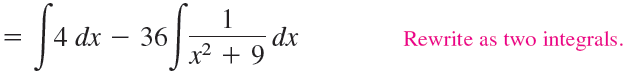 = ∫ 4 dx − 36 ∫ 1/(x² + 9) dx Rewrite as two integrals.